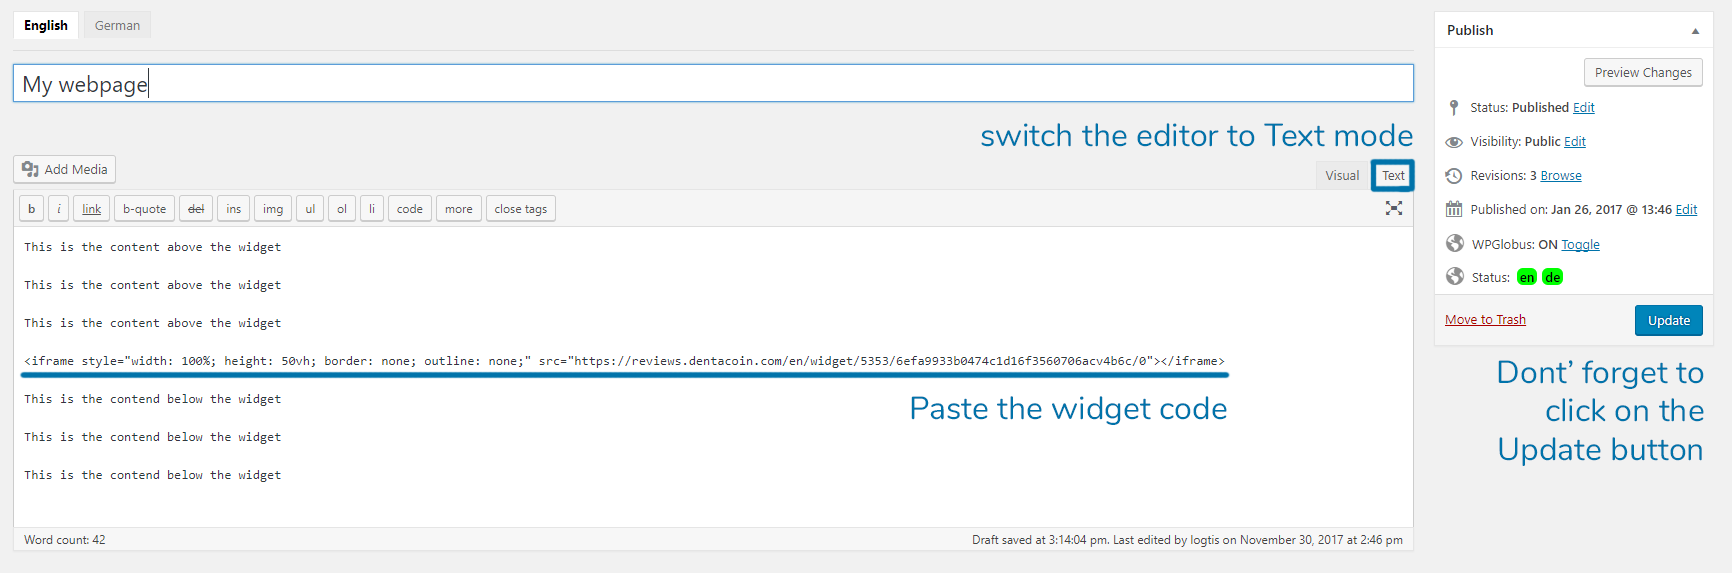 English German
My webpage
switch the editor to Text mode
Add Media
Visual Text
b i link b-quote del ins img ul ol li code more close tags
This is the content above the widget
This is the content above the widget
This is the content above the widget
<iframe style="width: 100%; height: 50vh; border: none; outline: none;" src="https://reviews.dentacoin.com/en/widget/5353/6efa9933b0474c1d16f3560706acv4b6c/0"></iframe>
Paste the widget code
This is the contend below the widget
This is the contend below the widget
This is the contend below the widget
Word count: 42
Draft saved at 3:14:04 pm. Last edited by logtis on November 30, 2017 at 2:46 pm
Publish
Preview Changes
Status: Published Edit
Visibility: Public Edit
Revisions: 3 Browse
Published on: Jan 26, 2017 @ 13:46 Edit
WPGlobus: ON Toggle
Status: en de
Move to Trash
Update
Dont' forget to
click on the
Update button